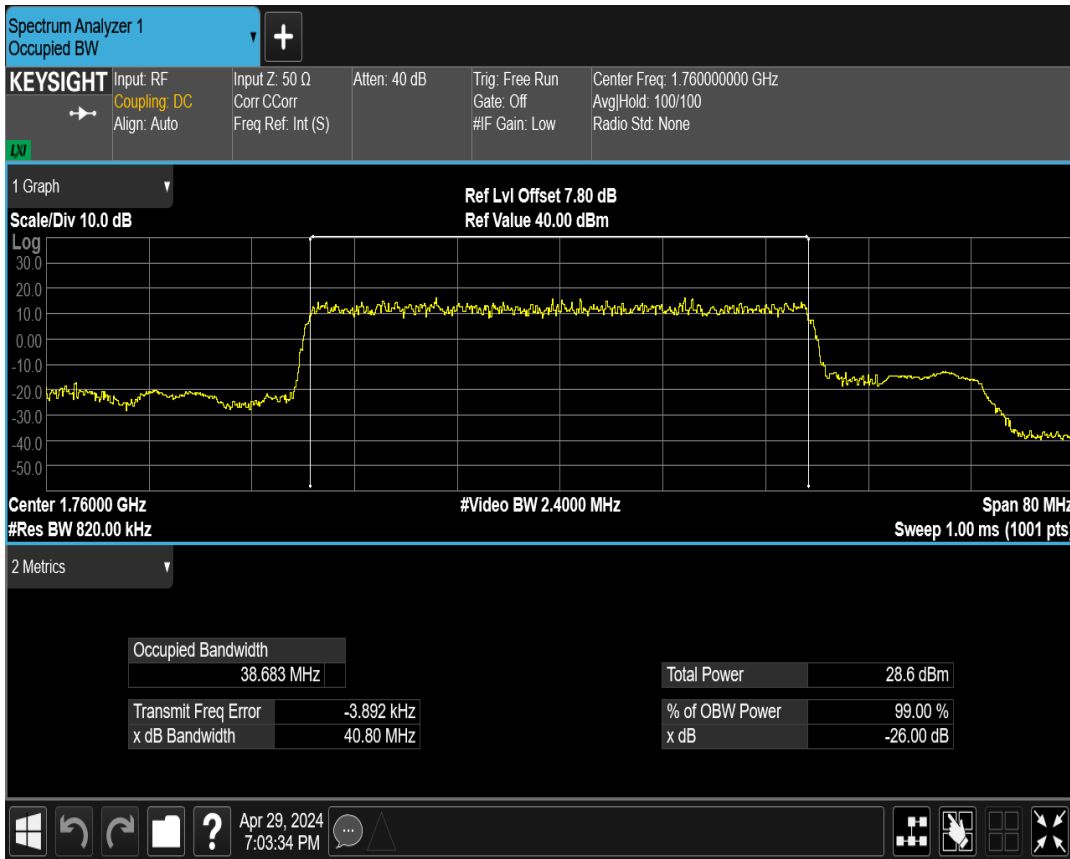 Spectrum Analyzer 1
Occupied BW
+
KEYSIGHT
LXI
Input: RF
Coupling: DC
Align: Auto
Input Z: 50 Ω
Corr CCorr
Freq Ref: Int (S)
Atten: 40 dB
Trig: Free Run
Gate: Off
#IF Gain: Low
Center Freq: 1.760000000 GHz
Avg|Hold: 100/100
Radio Std: None
1 Graph
Scale/Div 10.0 dB
Ref Lvl Offset 7.80 dB
Ref Value 40.00 dBm
Log
30.0
20.0
10.0
0.00
-10.0
-20.0
-30.0
-40.0
-50.0
Center 1.76000 GHz
#Video BW 2.4000 MHz
Span 80 MHz
#Res BW 820.00 kHz
Sweep 1.00 ms (1001 pts)
2 Metrics
Occupied Bandwidth
38.683 MHz
Total Power 28.6 dBm
Transmit Freq Error -3.892 kHz
% of OBW Power 99.00 %
x dB Bandwidth 40.80 MHz
x dB -26.00 dB
?
Apr 29, 2024
7:03:34 PM